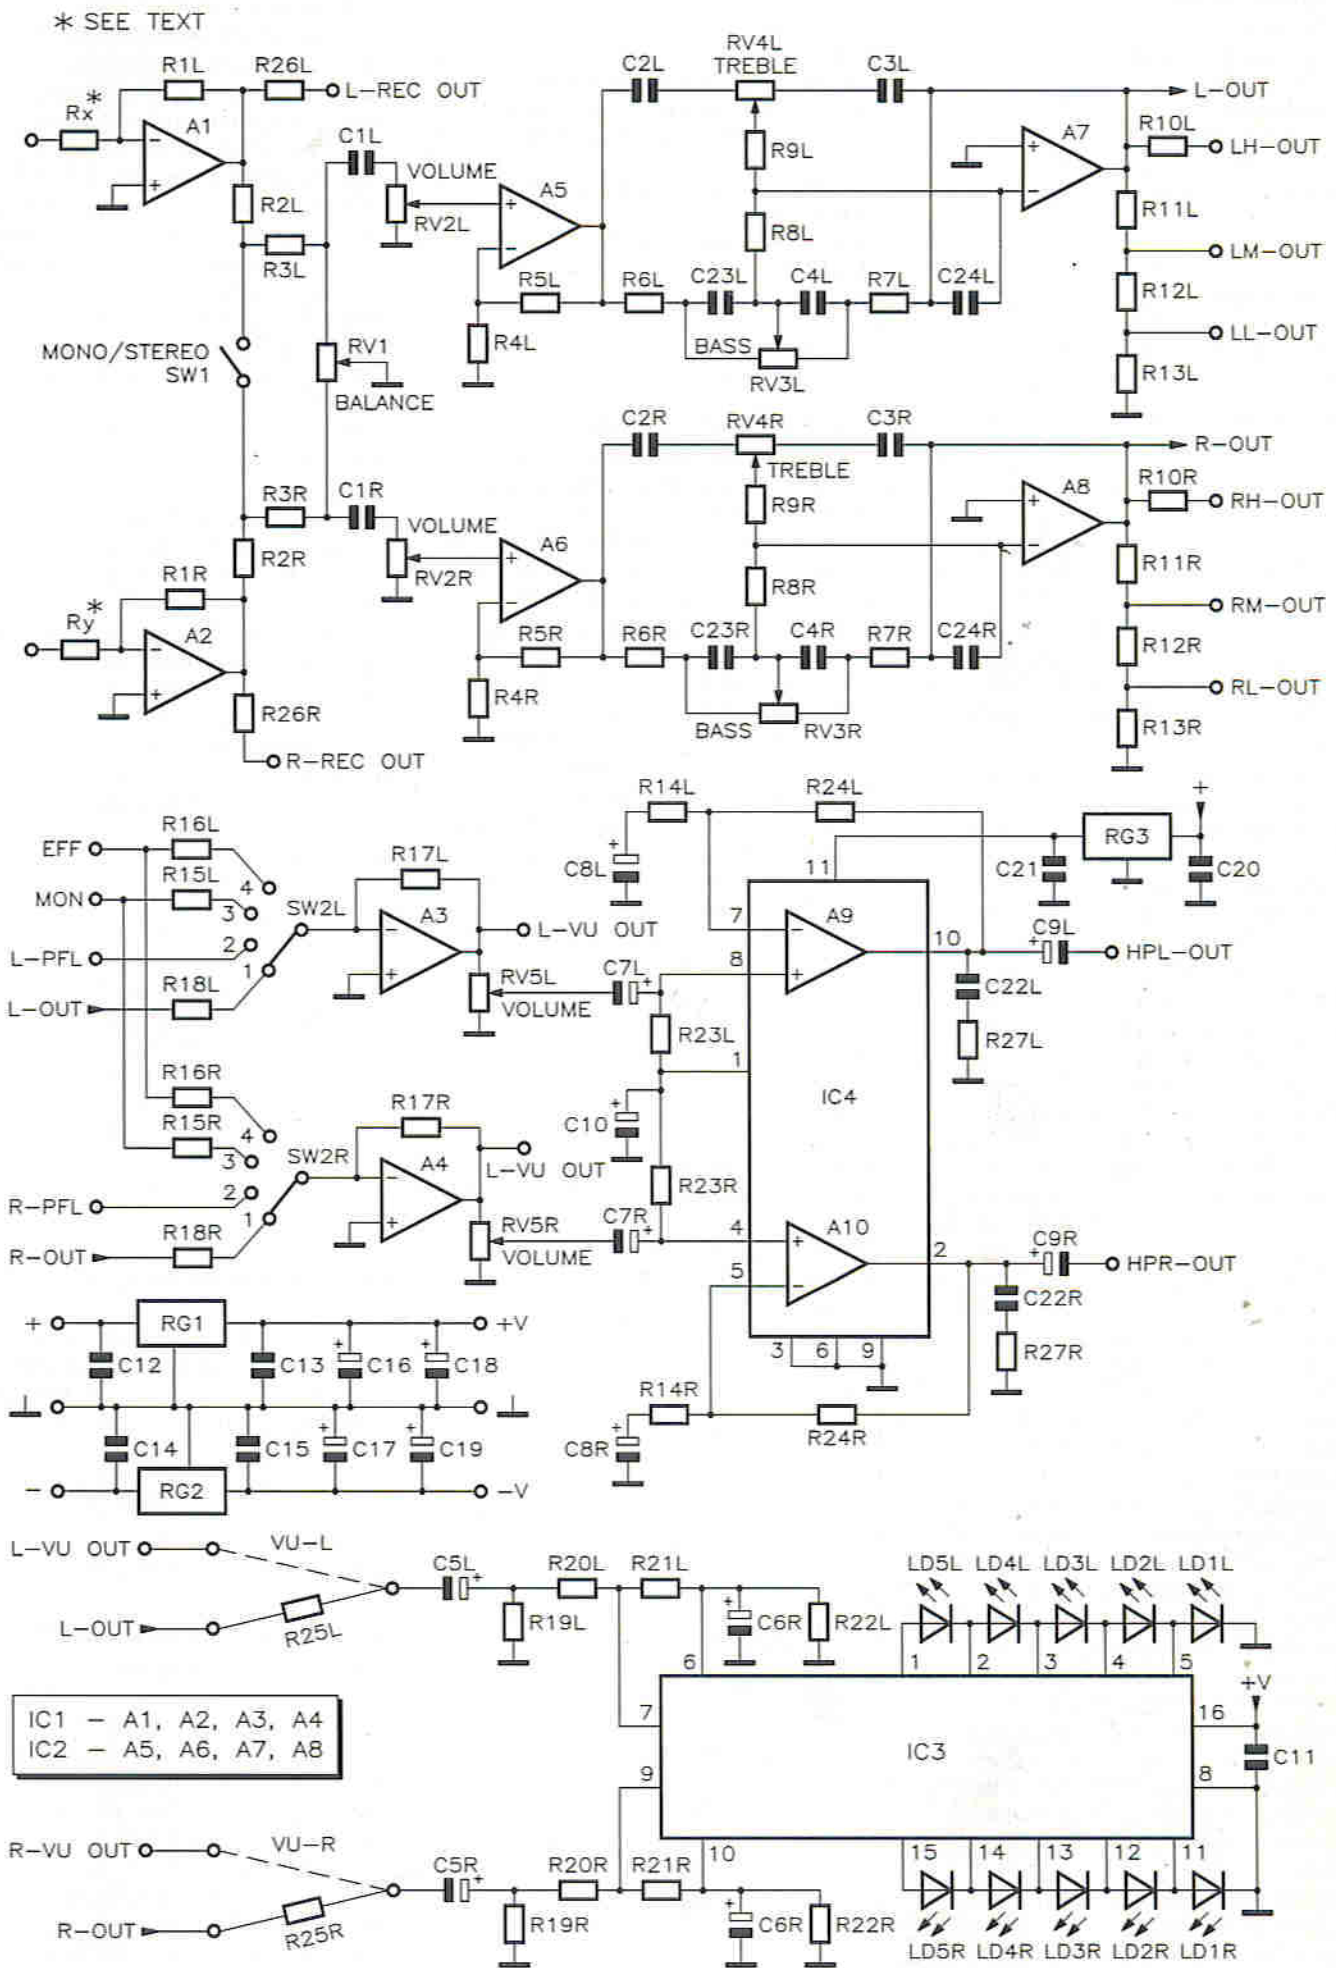 * SEE TEXT
R1L R26L L-REC OUT
Rx*
A1
C1L
VOLUME
RV2L
R2L
R3L
MONO/STEREO
SW1
RV1
BALANCE
C2L RV4L C3L
TREBLE
L-OUT
R9L
A7
R10L LH-OUT
A5
R8L
R11L
LM-OUT
R5L R6L C23L C4L R7L C24L
R12L
R4L
BASS
RV3L
LL-OUT
R13L
C2R RV4R C3R
R-OUT
TREBLE
R3R C1R
VOLUME
RV2R
R9R
A8
R10R RH-OUT
R2R
A6
R8R
R11R
R1R
Ry*
A2
RM-OUT
R5R R6R C23R C4R R7R C24R
R12R
R26R
R4R
BASS RV3R
RL-OUT
R13R
R-REC OUT
R16L
EFF
R15L
MON
L-PFL
R18L
L-OUT
4
3
2
1
SW2L
R17L
A3
L-VU OUT
RV5L
VOLUME
C7L +
R14L R24L
+
C8L
11
C21
RG3
+
C20
7
8
A9
10
C9L
+
HPL-OUT
C22L
R27L
R23L
1
IC4
+
C10
R16R
R15R
R-PFL
R18R
R-OUT
4
3
2
1
SW2R
R17R
A4
L-VU OUT
RV5R
VOLUME
R23R
C7R +
4
5
A10
2
C9R
+
HPR-OUT
C22R
R27R
3 6 9
R14R
R24R
+
C8R
+ RG1 +V
C12 C13 + C16 + C18
C14 C15 + C17 + C19
- RG2 -V
L-VU OUT VU-L
L-OUT
R25L
C5L +
R20L R21L
R19L
+
C6R R22L
LD5L LD4L LD3L LD2L LD1L
6 1 2 3 4 5
7
+V
16
IC3
C11
9
8
IC1 - A1, A2, A3, A4
IC2 - A5, A6, A7, A8
R-VU OUT VU-R
R-OUT
R25R
C5R +
R20R R21R
R19R
10
+
C6R R22R
15 14 13 12 11
LD5R LD4R LD3R LD2R LD1R